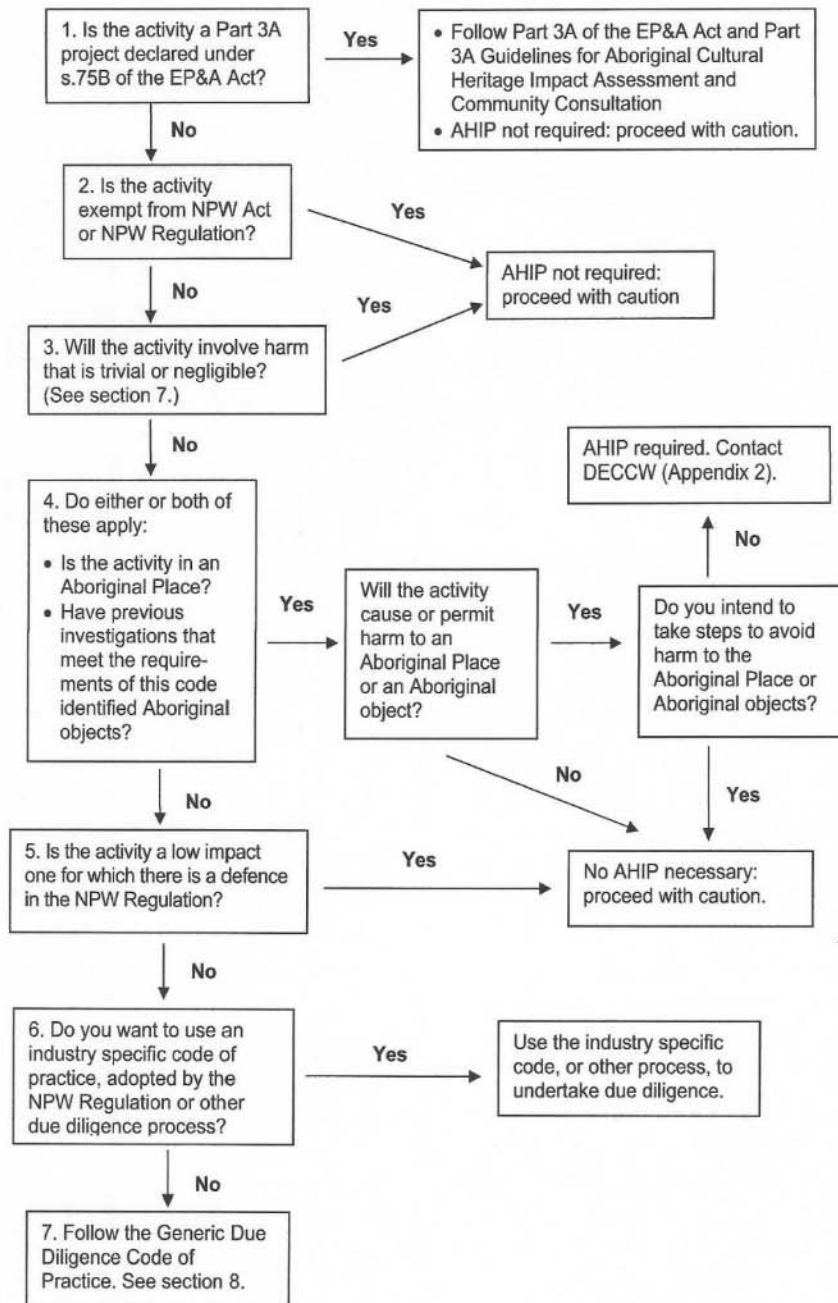 1. Is the activity a Part 3A
project declared under
s.75B of the EP&A Act?
Yes
• Follow Part 3A of the EP&A Act and Part
3A Guidelines for Aboriginal Cultural
Heritage Impact Assessment and
Community Consultation
• AHIP not required: proceed with caution.
No
2. Is the activity
exempt from NPW Act
or NPW Regulation?
Yes
AHIP not required:
proceed with caution
No
Yes
3. Will the activity involve harm
that is trivial or negligible?
(See section 7.)
No
AHIP required. Contact
DECCW (Appendix 2).
No
4. Do either or both of
these apply:
• Is the activity in an
Aboriginal Place?
• Have previous
investigations that
meet the require-
ments of this code
identified Aboriginal
objects?
Yes
Will the activity
cause or permit
harm to an
Aboriginal Place
or an Aboriginal
object?
Yes
Do you intend to
take steps to avoid
harm to the
Aboriginal Place or
Aboriginal objects?
No
No
Yes
5. Is the activity a low impact
one for which there is a defence
in the NPW Regulation?
Yes
No AHIP necessary:
proceed with caution.
No
6. Do you want to use an
industry specific code of
practice, adopted by the
NPW Regulation or other
due diligence process?
Yes
Use the industry specific
code, or other process, to
undertake due diligence.
No
7. Follow the Generic Due
Diligence Code of
Practice. See section 8.